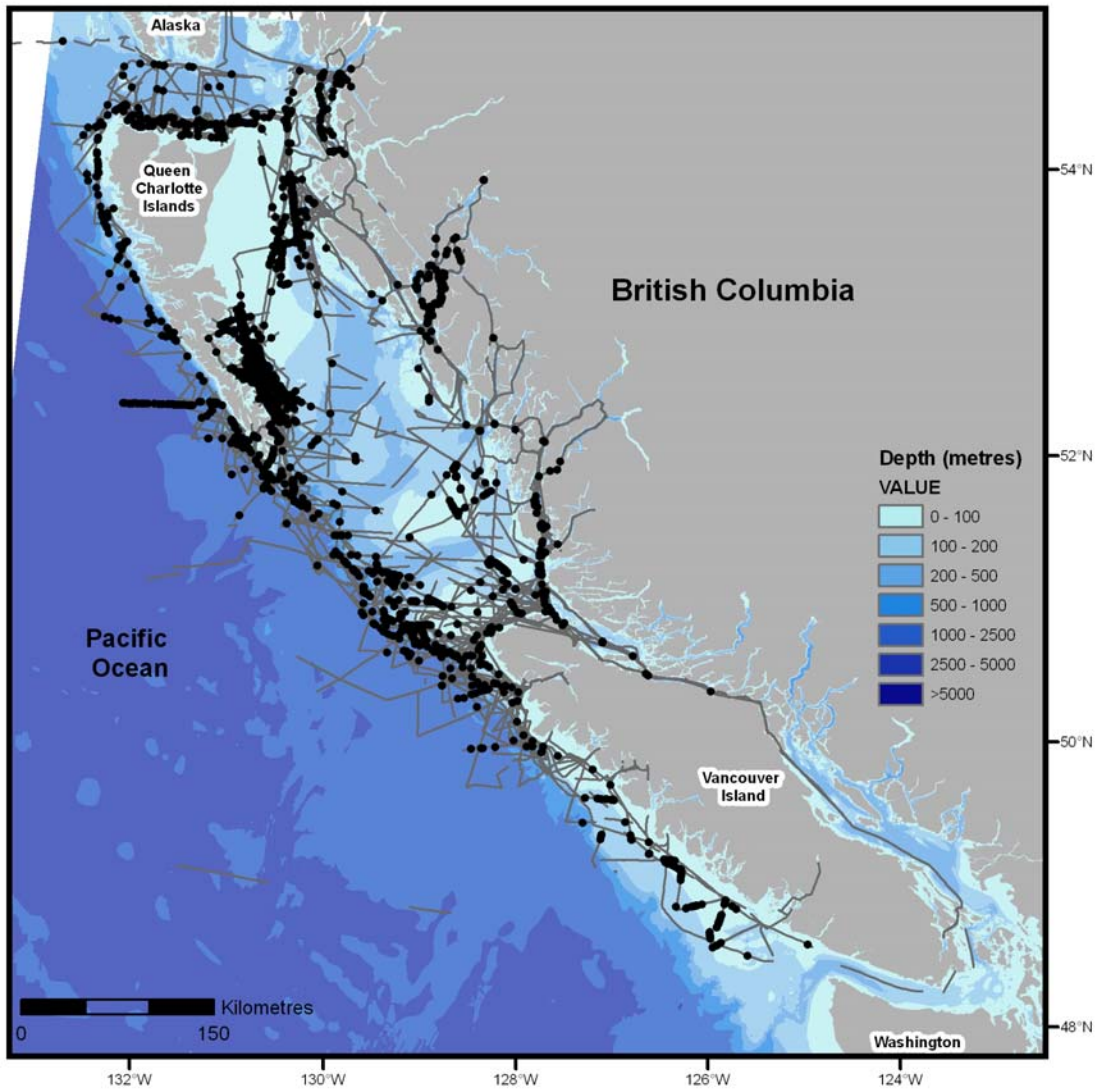 Alaska
Queen
Charlotte
Islands
British Columbia
Pacific
Ocean
Vancouver
Island
Washington
Depth (metres)
VALUE
0 - 100
100 - 200
200 - 500
500 - 1000
1000 - 2500
2500 - 5000
>5000
Kilometres
0 150
54°N
52°N
50°N
48°N
132°W 130°W 128°W 126°W 124°W